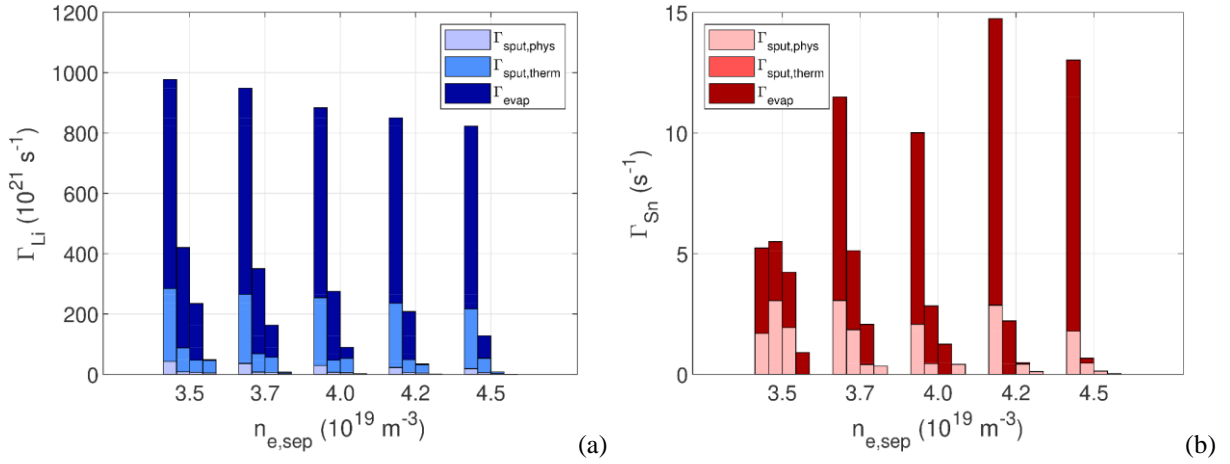 1200
1000
800
600
400
200
0
Γ_Li (10^21 s^-1)
Γ_sput,phys
Γ_sput,therm
Γ_evap
3.5 3.7 4.0 4.2 4.5
n_e,sep (10^19 m^-3)
(a)
15
10
5
0
Γ_Sn (s^-1)
Γ_sput,phys
Γ_sput,therm
Γ_evap
3.5 3.7 4.0 4.2 4.5
n_e,sep (10^19 m^-3)
(b)